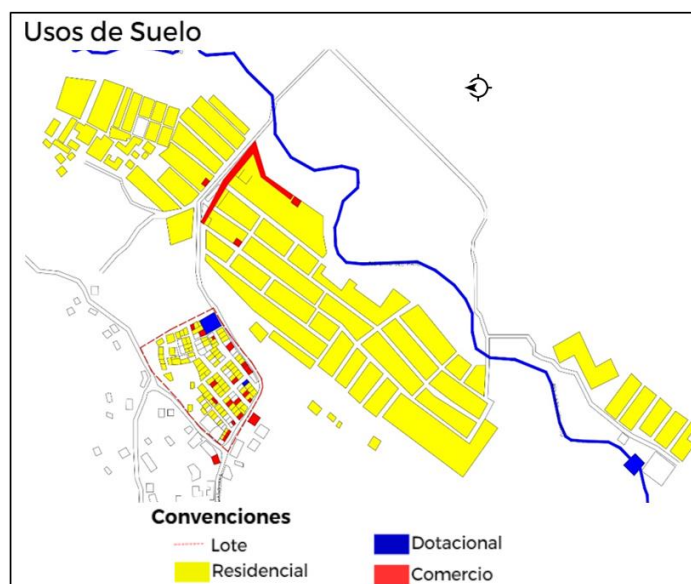 Usos de Suelo
Convenciones
Lote
Residencial
Dotacional
Comercio